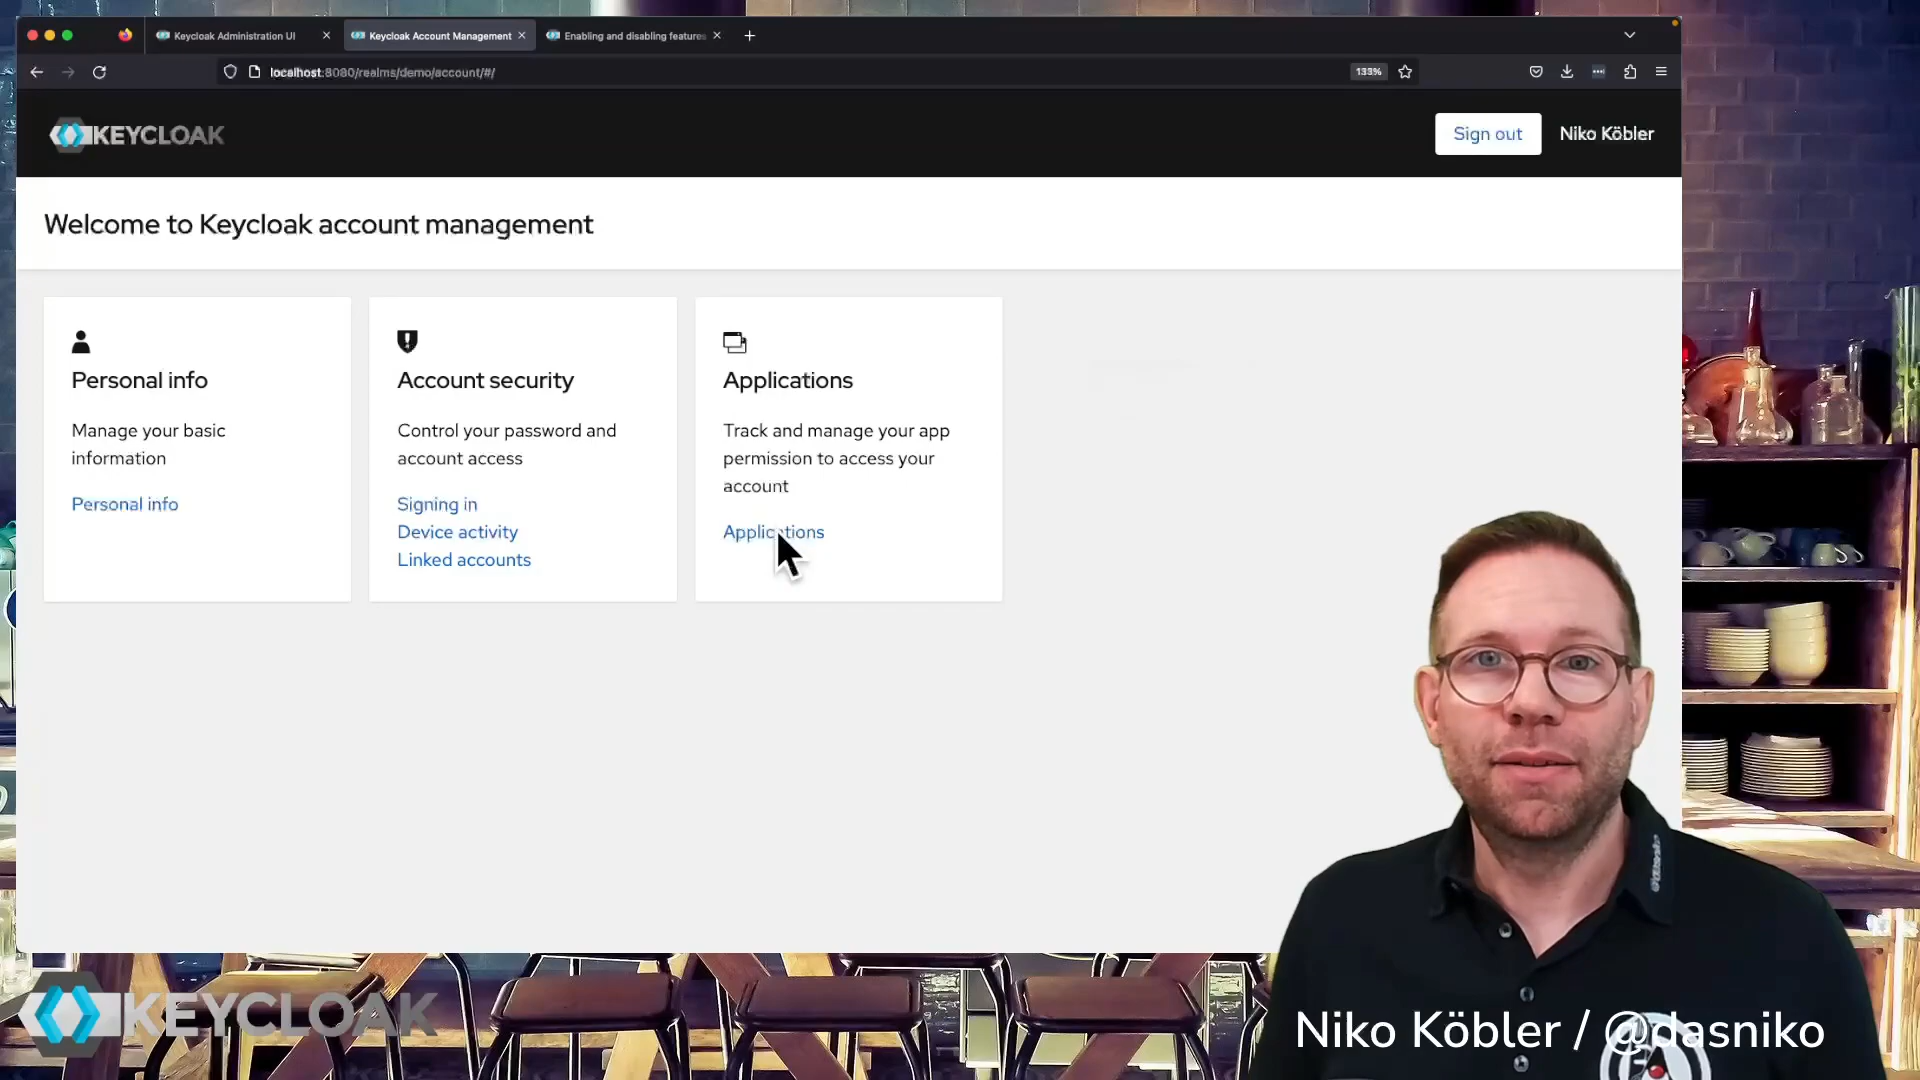 Keycloak Administration UI
Keycloak Account Management
Enabling and disabling features
localhost:8080/realms/demo/account/#/
133%
KEYCLOAK
Sign out
Niko Köbler
Welcome to Keycloak account management
Personal info
Manage your basic
information
Personal info
Account security
Control your password and
account access
Signing in
Device activity
Linked accounts
Applications
Track and manage your app
permission to access your
account
Applications
KEYCLOAK
Niko Köbler / @dasniko